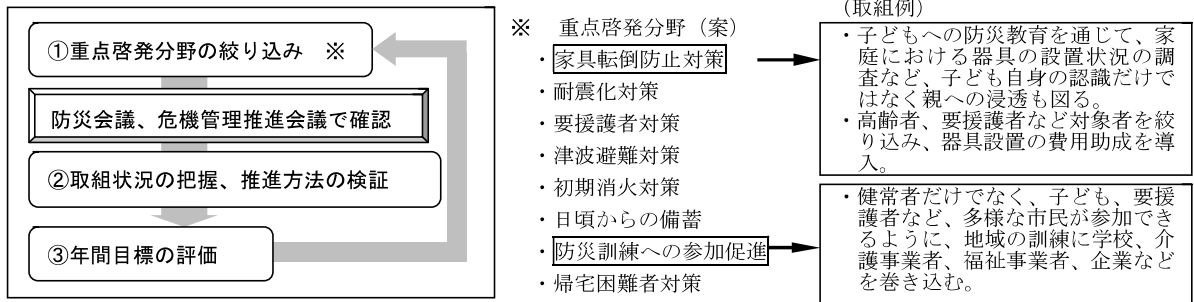 ①重点啓発分野の絞り込み　※
防災会議、危機管理推進会議で確認
②取組状況の把握、推進方法の検証
③年間目標の評価
※　重点啓発分野（案）
・家具転倒防止対策
・耐震化対策
・要援護者対策
・津波避難対策
・初期消火対策
・日頃からの備蓄
・防災訓練への参加促進
・帰宅困難者対策
（取組例）
・子どもへの防災教育を通じて、家
庭における器具の設置状況の調
査など、子ども自身の認識だけで
はなく親への浸透も図る。
・高齢者、要援護者など対象者を絞
り込み、器具設置の費用助成を導
入。
・健常者だけでなく、子ども、要援
護者など、多様な市民が参加でき
るように、地域の訓練に学校、介
護事業者、福祉事業者、企業など
を巻き込む。